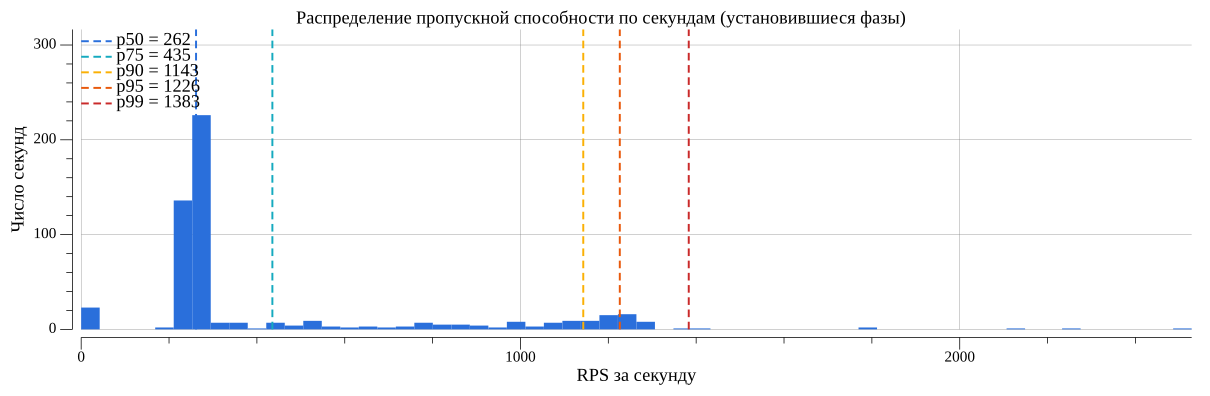 Распределение пропускной способности по секундам (установившиеся фазы)
p50 = 262
p75 = 435
p90 = 1143
p95 = 1226
p99 = 1383
Число секунд
300
200
100
0
0
1000
2000
RPS за секунду